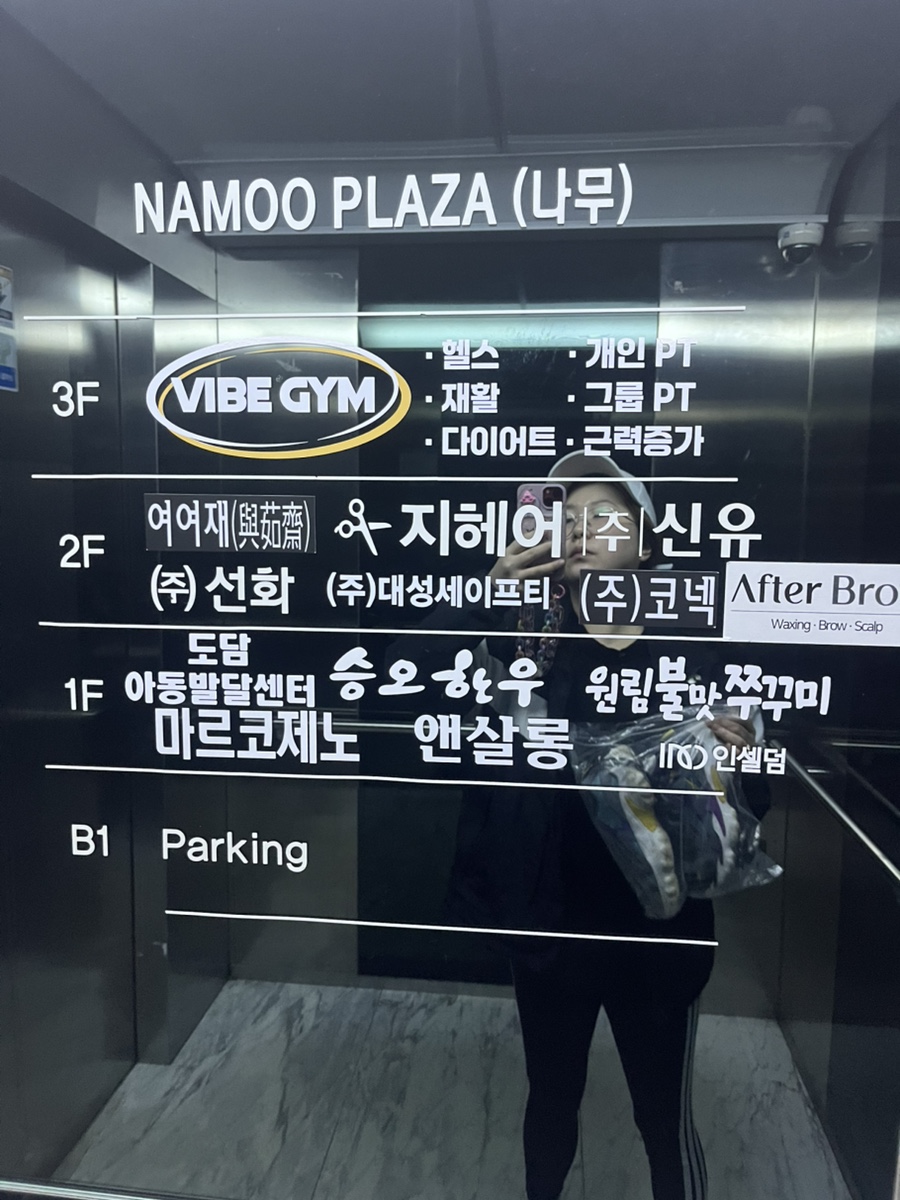 NAMOO PLAZA (나무)
3F VIBE GYM
· 헬스 · 개인 PT
· 재활 · 그룹 PT
· 다이어트 · 근력증가
2F 여여재(與茹齋) 지헤어 |주|신유
(주)선화 (주)대성세이프티 (주)코넥
After Bro
Waxing · Brow · Scalp
1F 도담
아동발달센터 승오한우 원림불맛쭈꾸미
마르코제노 앤살롱 인셀덤
B1 Parking